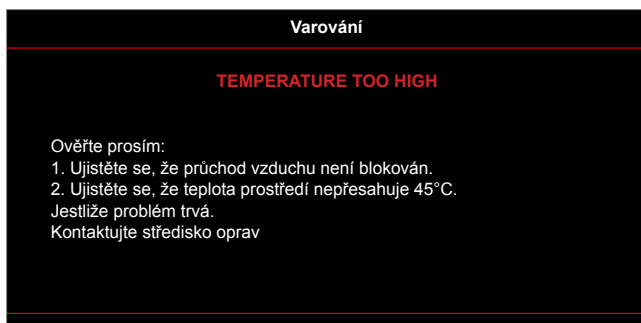 Varování
TEMPERATURE TOO HIGH
Ověřte prosím:
1. Ujistěte se, že průchod vzduchu není blokován.
2. Ujistěte se, že teplota prostředí nepřesahuje 45°C.
Jestliže problém trvá.
Kontaktujte středisko oprav